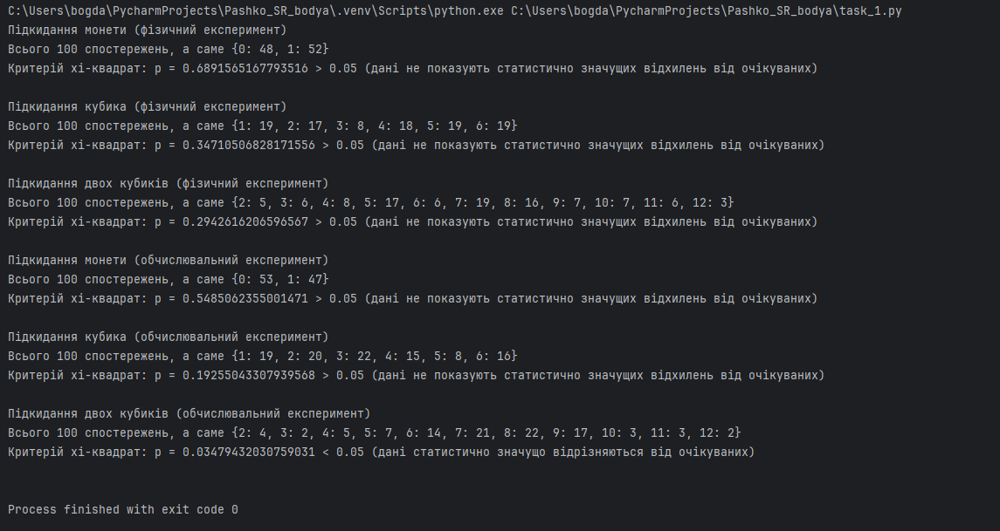 C:\Users\bogda\PycharmProjects\Pashko_SR_bodya\.venv\Scripts\python.exe C:\Users\bogda\PycharmProjects\Pashko_SR_bodya\task_1.py
Підкидання монети (фізичний експеримент)
Всього 100 спостережень, а саме {0: 48, 1: 52}
Критерій хі-квадрат: p = 0.6891565167793516 > 0.05 (дані не показують статистично значущих відхилень від очікуваних)
Підкидання кубика (фізичний експеримент)
Всього 100 спостережень, а саме {1: 19, 2: 17, 3: 8, 4: 18, 5: 19, 6: 19}
Критерій хі-квадрат: p = 0.34710506828171556 > 0.05 (дані не показують статистично значущих відхилень від очікуваних)
Підкидання двох кубиків (фізичний експеримент)
Всього 100 спостережень, а саме {2: 5, 3: 6, 4: 8, 5: 17, 6: 6, 7: 19, 8: 16, 9: 7, 10: 7, 11: 6, 12: 3}
Критерій хі-квадрат: p = 0.2942616206596567 > 0.05 (дані не показують статистично значущих відхилень від очікуваних)
Підкидання монети (обчислювальний експеримент)
Всього 100 спостережень, а саме {0: 53, 1: 47}
Критерій хі-квадрат: p = 0.5485062355001471 > 0.05 (дані не показують статистично значущих відхилень від очікуваних)
Підкидання кубика (обчислювальний експеримент)
Всього 100 спостережень, а саме {1: 19, 2: 20, 3: 22, 4: 15, 5: 8, 6: 16}
Критерій хі-квадрат: p = 0.19255043307939568 > 0.05 (дані не показують статистично значущих відхилень від очікуваних)
Підкидання двох кубиків (обчислювальний експеримент)
Всього 100 спостережень, а саме {2: 4, 3: 2, 4: 5, 5: 7, 6: 14, 7: 21, 8: 22, 9: 17, 10: 3, 11: 3, 12: 2}
Критерій хі-квадрат: p = 0.03479432030759031 < 0.05 (дані статистично значущо відрізняються від очікуваних)
Process finished with exit code 0